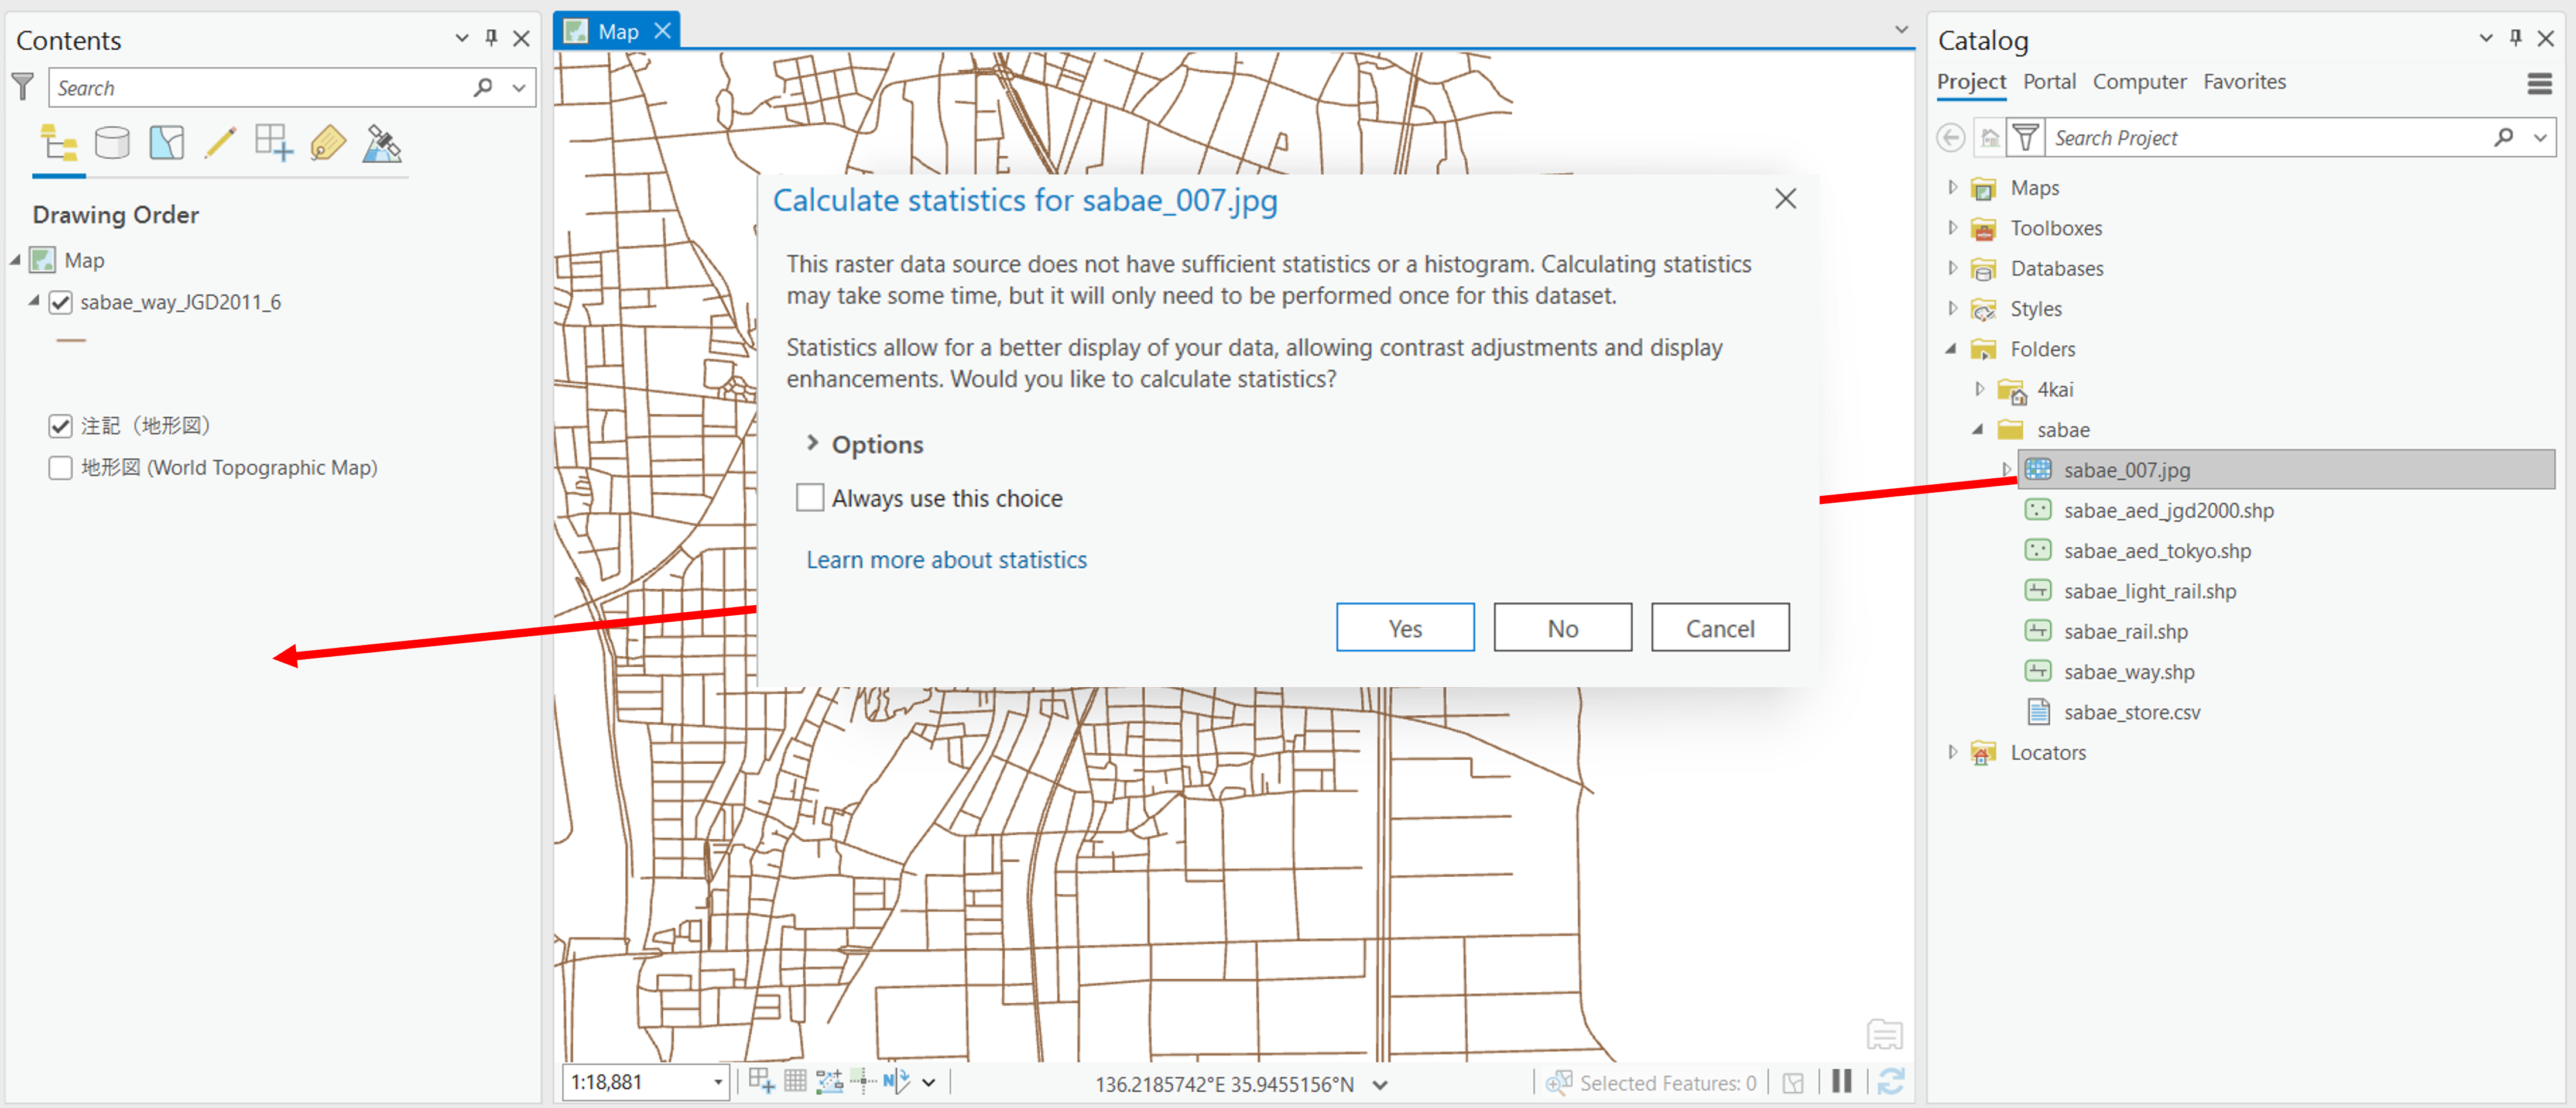 Contents
Search
Drawing Order
Map
sabae_way_JGD2011_6
注記（地形図）
地形図 (World Topographic Map)
Map
Calculate statistics for sabae_007.jpg
This raster data source does not have sufficient statistics or a histogram. Calculating statistics
may take some time, but it will only need to be performed once for this dataset.
Statistics allow for a better display of your data, allowing contrast adjustments and display
enhancements. Would you like to calculate statistics?
Options
Always use this choice
Learn more about statistics
Yes No Cancel
1:18,881
136.2185742°E 35.9455156°N
Selected Features: 0
Catalog
Project Portal Computer Favorites
Search Project
Maps
Toolboxes
Databases
Styles
Folders
4kai
sabae
sabae_007.jpg
sabae_aed_jgd2000.shp
sabae_aed_tokyo.shp
sabae_light_rail.shp
sabae_rail.shp
sabae_way.shp
sabae_store.csv
Locators